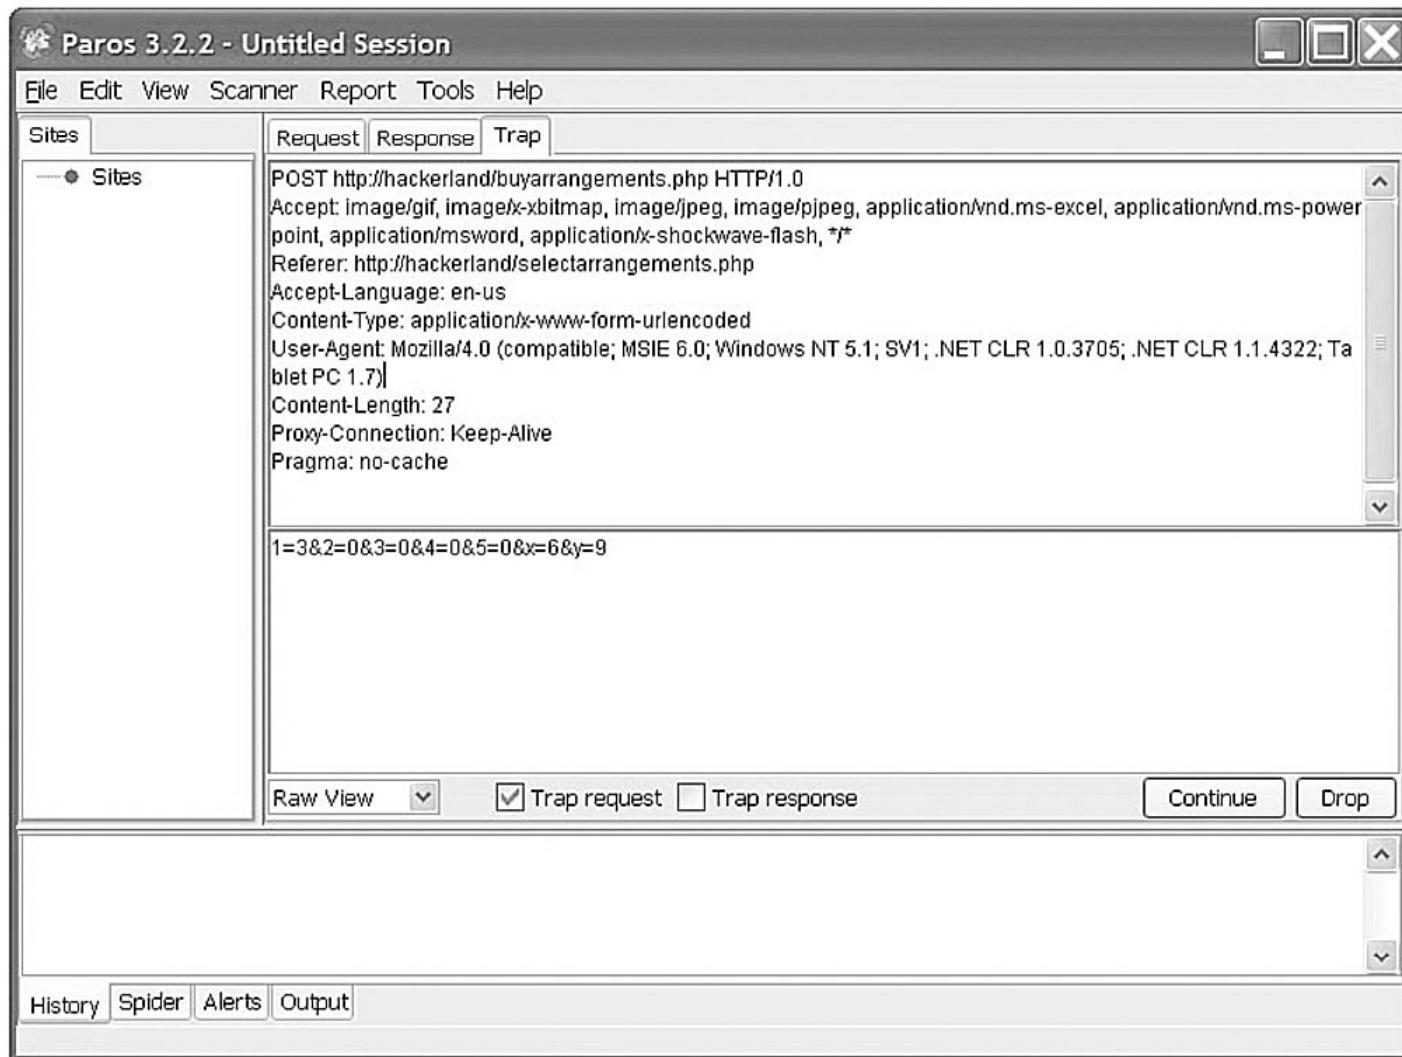 Paros 3.2.2 - Untitled Session
File Edit View Scanner Report Tools Help
Sites
Request Response Trap
Sites
POST http://hackerland/buyarrangements.php HTTP/1.0
Accept: image/gif, image/x-xbitmap, image/jpeg, image/pjpeg, application/vnd.ms-excel, application/vnd.ms-power
point, application/msword, application/x-shockwave-flash, */*
Referer: http://hackerland/selectarrangements.php
Accept-Language: en-us
Content-Type: application/x-www-form-urlencoded
User-Agent: Mozilla/4.0 (compatible; MSIE 6.0; Windows NT 5.1; SV1; .NET CLR 1.0.3705; .NET CLR 1.1.4322; Ta
blet PC 1.7)
Content-Length: 27
Proxy-Connection: Keep-Alive
Pragma: no-cache
1=3&2=0&3=0&4=0&5=0&x=6&y=9
Raw View Trap request Trap response Continue Drop
History Spider Alerts Output